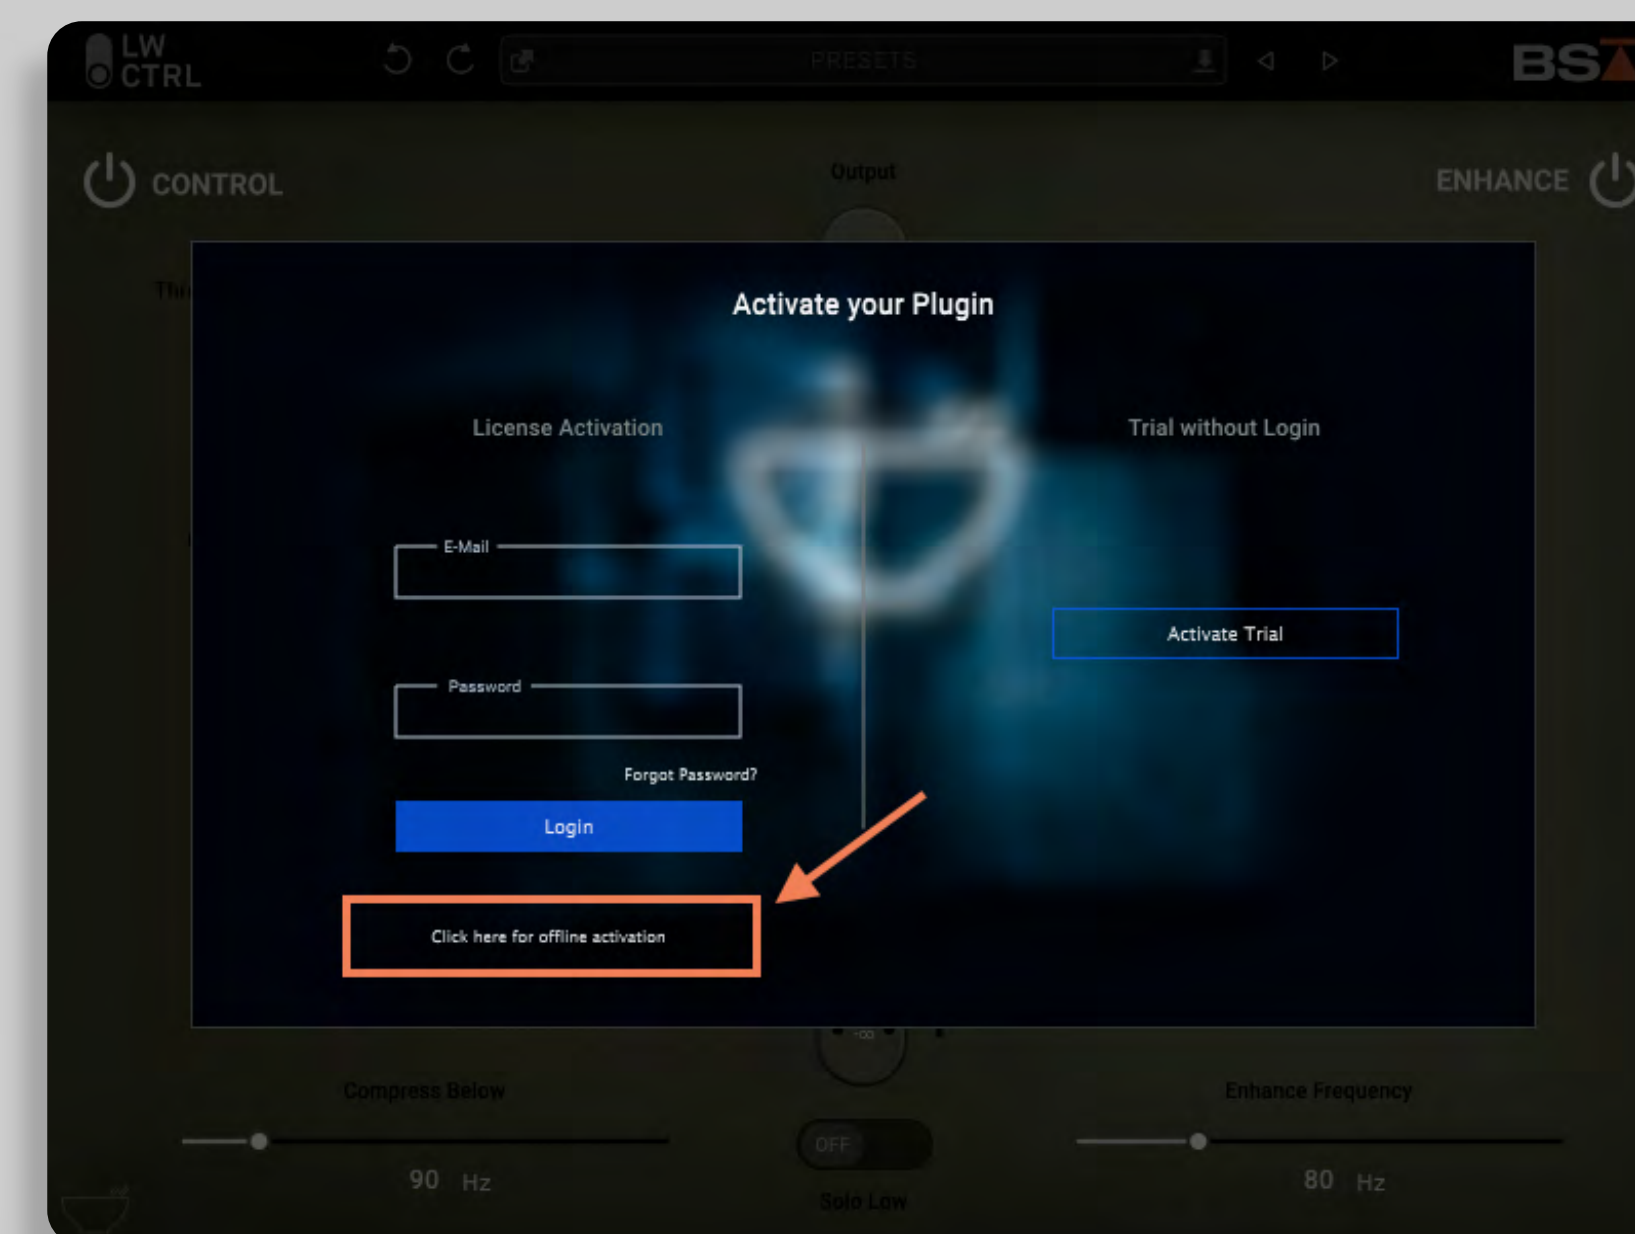 LW
CTRL
PRESETS
BSA
CONTROL
Output
ENHANCE
Activate your Plugin
License Activation
Trial without Login
E-Mail
Activate Trial
Password
Forgot Password?
Login
Click here for offline activation
-∞
Compress Below
Enhance Frequency
OFF
90 Hz
80 Hz
Solo Low